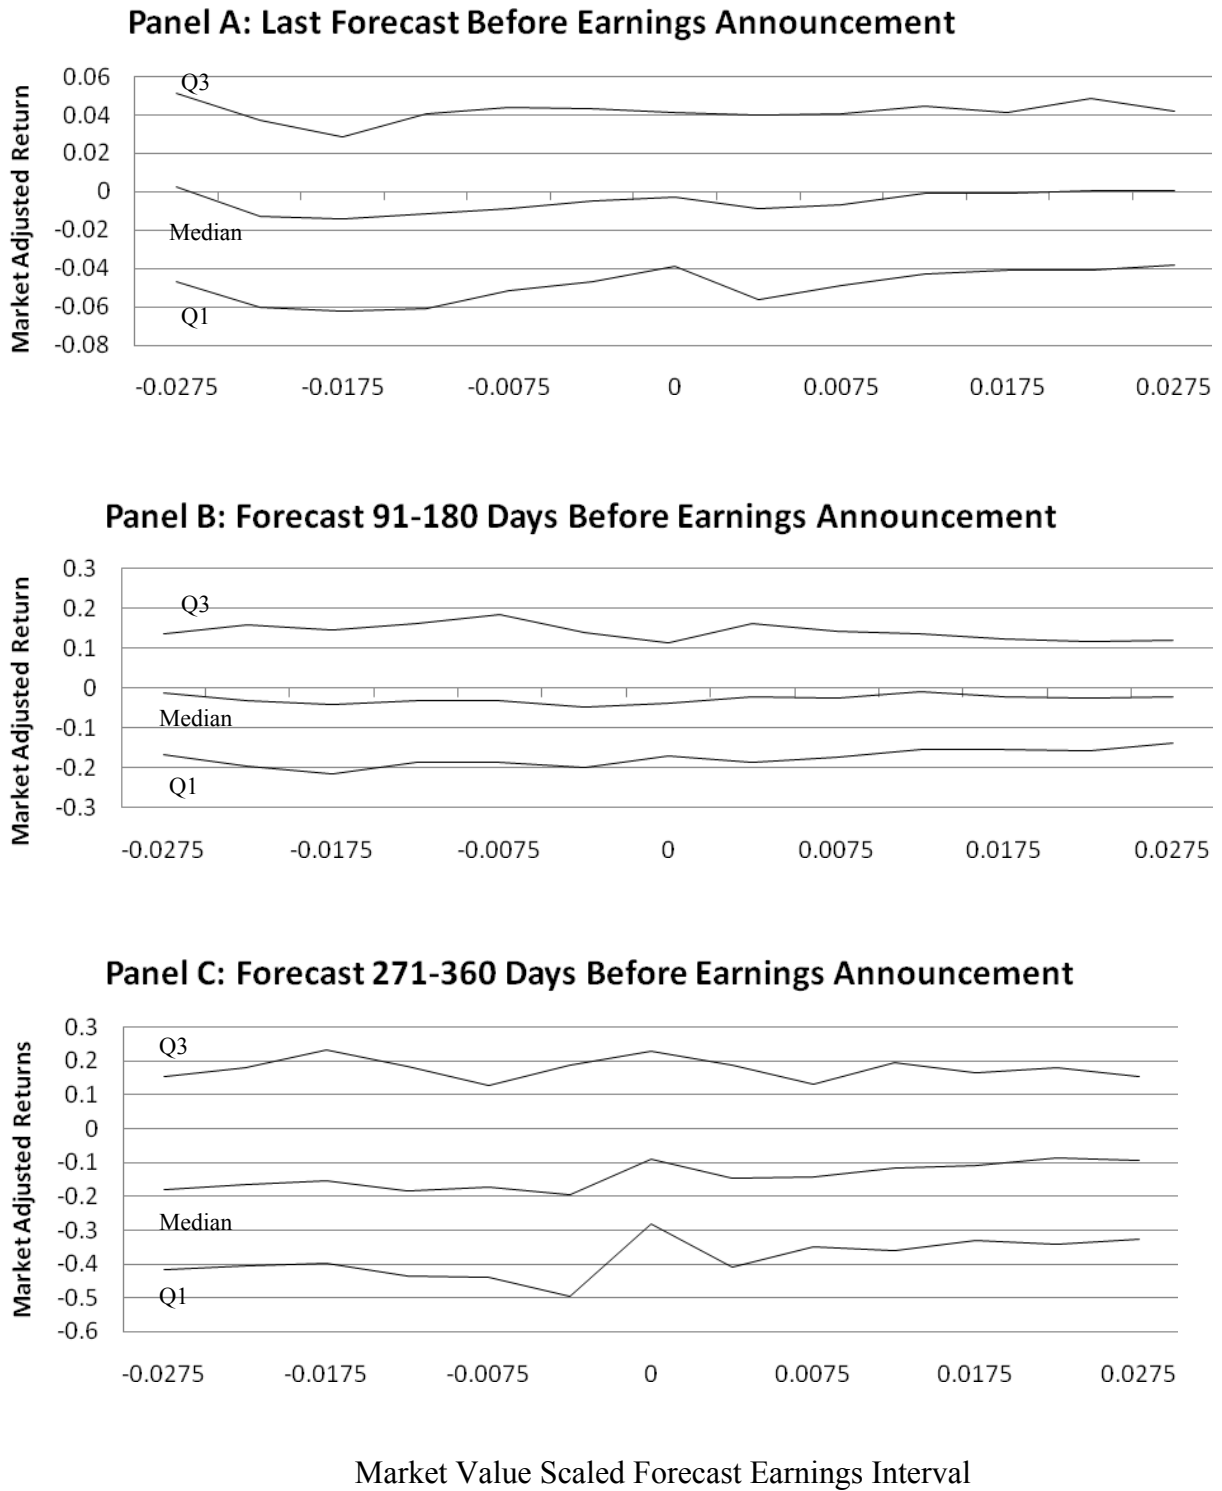 Panel A: Last Forecast Before Earnings Announcement
Market Adjusted Return
0.06
0.04
0.02
0
-0.02
-0.04
-0.06
-0.08
Q3
Median
Q1
-0.0275 -0.0175 -0.0075 0 0.0075 0.0175 0.0275
Panel B: Forecast 91-180 Days Before Earnings Announcement
Market Adjusted Return
0.3
0.2
0.1
0
-0.1
-0.2
-0.3
Q3
Median
Q1
-0.0275 -0.0175 -0.0075 0 0.0075 0.0175 0.0275
Panel C: Forecast 271-360 Days Before Earnings Announcement
Market Adjusted Returns
0.3
0.2
0.1
0
-0.1
-0.2
-0.3
-0.4
-0.5
-0.6
Q3
Median
Q1
-0.0275 -0.0175 -0.0075 0 0.0075 0.0175 0.0275
Market Value Scaled Forecast Earnings Interval